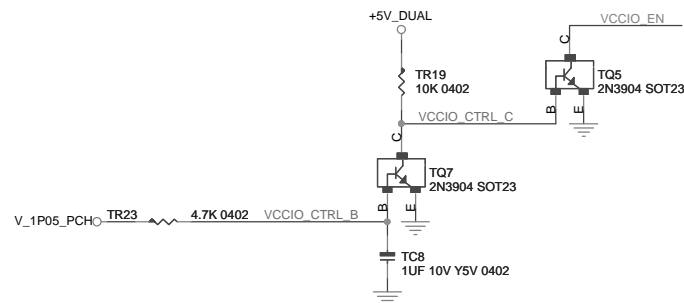 +5V_DUAL
VCCIO_EN
C
TR19
10K 0402
TQ5
2N3904 SOT23
B
E
VCCIO_CTRL_C
C
TQ7
2N3904 SOT23
B
E
V_1P05_PCH
TR23
4.7K 0402
VCCIO_CTRL_B
TC8
1UF 10V Y5V 0402